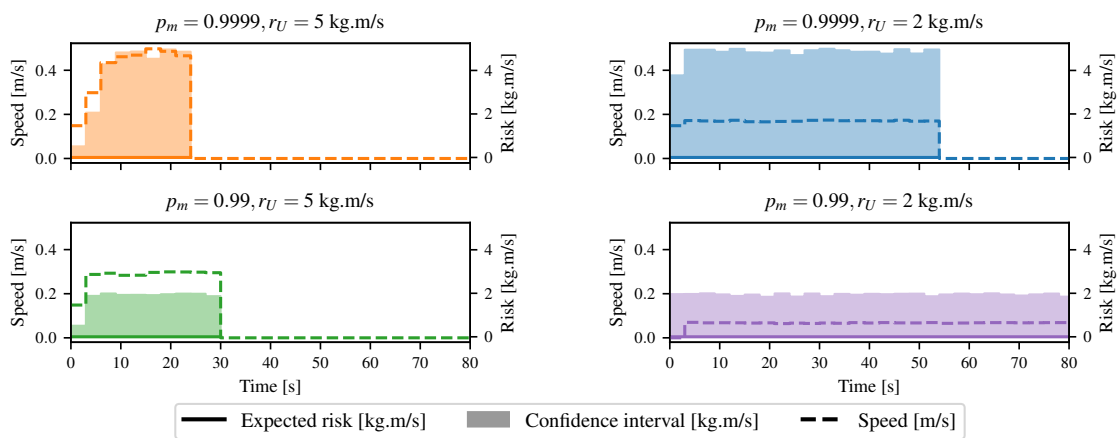 p_m = 0.9999, r_U = 5 kg.m/s
Speed [m/s]
0.4
0.2
0.0
4
2
0
Risk [kg.m/s]
p_m = 0.9999, r_U = 2 kg.m/s
Speed [m/s]
0.4
0.2
0.0
4
2
0
Risk [kg.m/s]
p_m = 0.99, r_U = 5 kg.m/s
Speed [m/s]
0.4
0.2
0.0
4
2
0
Risk [kg.m/s]
0 10 20 30 40 50 60 70 80
Time [s]
p_m = 0.99, r_U = 2 kg.m/s
Speed [m/s]
0.4
0.2
0.0
4
2
0
Risk [kg.m/s]
0 10 20 30 40 50 60 70 80
Time [s]
Expected risk [kg.m/s] Confidence interval [kg.m/s] Speed [m/s]